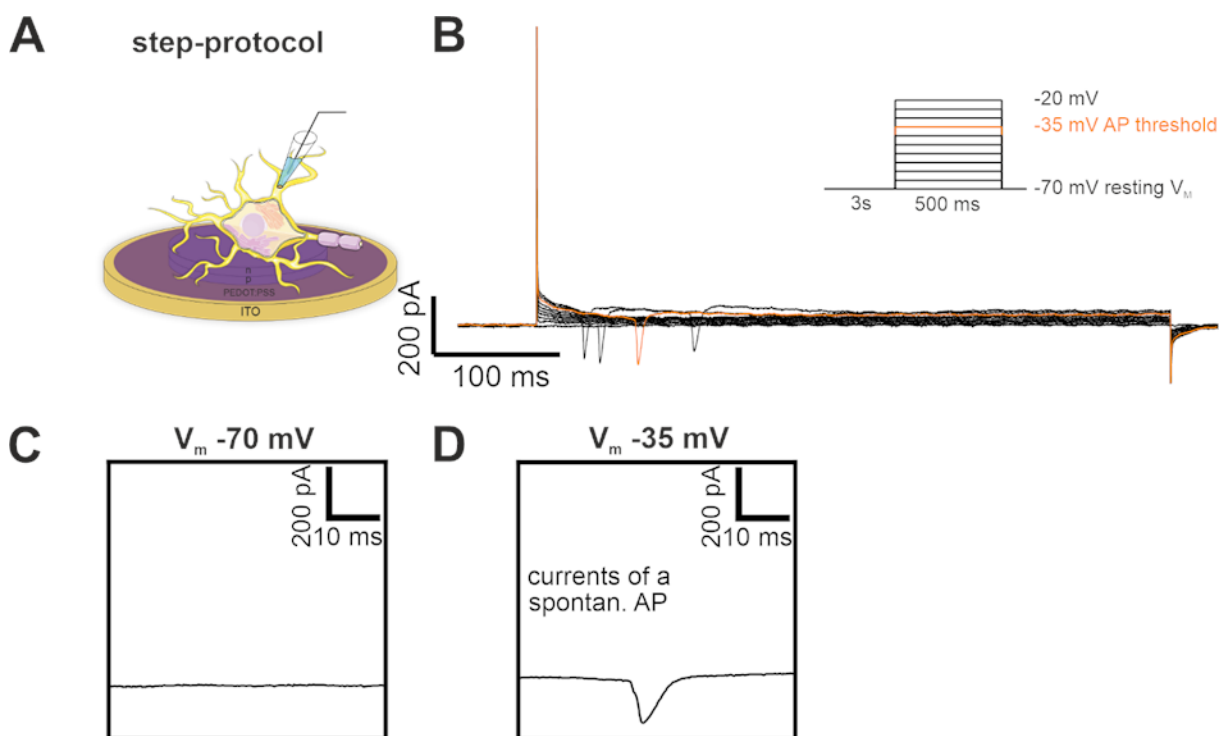 A
step-protocol
n
p
PEDOT:PSS
ITO
B
-20 mV
-35 mV AP threshold
-70 mV resting V_M
3s
500 ms
200 pA
100 ms
C
V_m -70 mV
200 pA
10 ms
D
V_m -35 mV
200 pA
10 ms
currents of a
spontan. AP